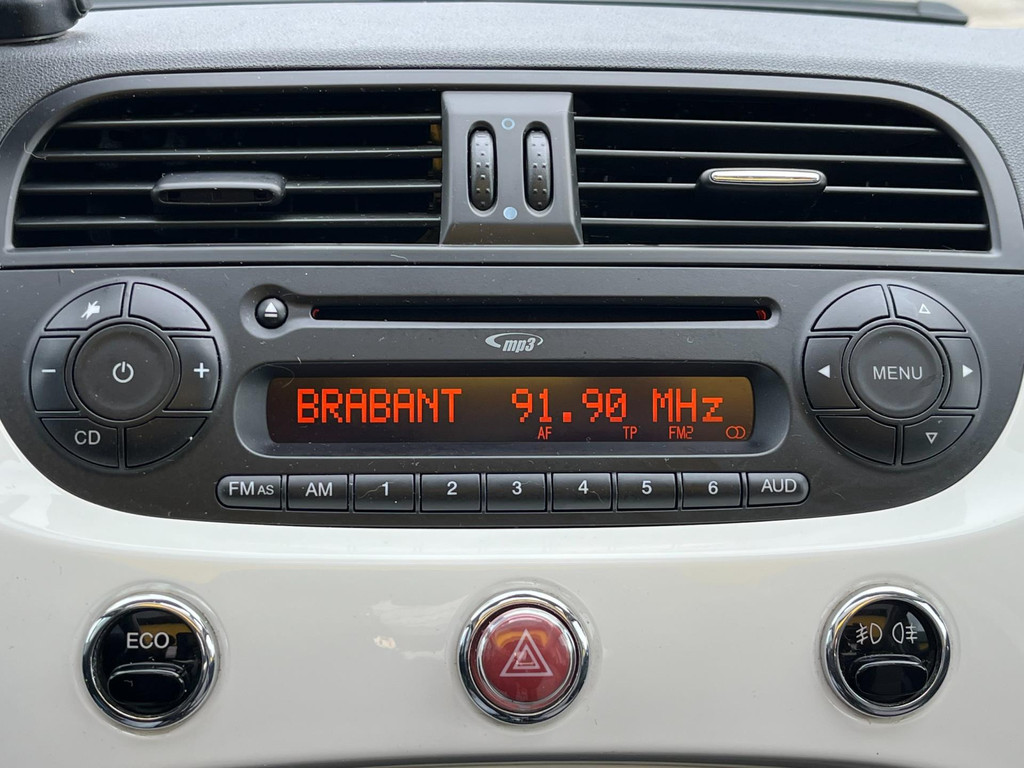 mp3
BRABANT 91.90 MHz
AF TP FM2
- + MENU
CD
FM AS AM 1 2 3 4 5 6 AUD
ECO